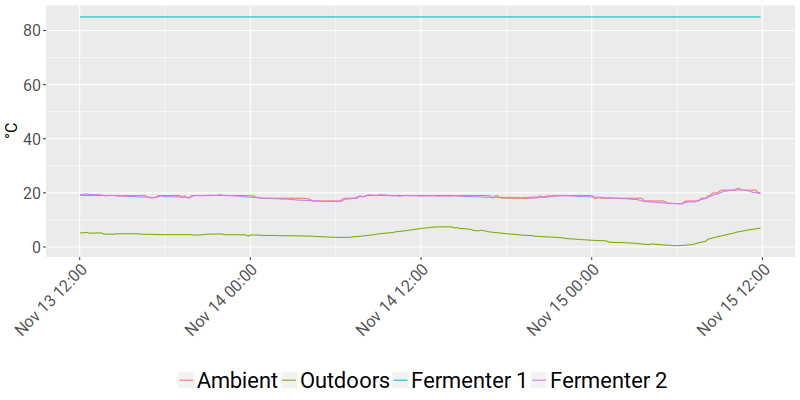 80
60
40
20
0
°C
Nov 13 12:00
Nov 14 00:00
Nov 14 12:00
Nov 15 00:00
Nov 15 12:00
Ambient Outdoors Fermenter 1 Fermenter 2